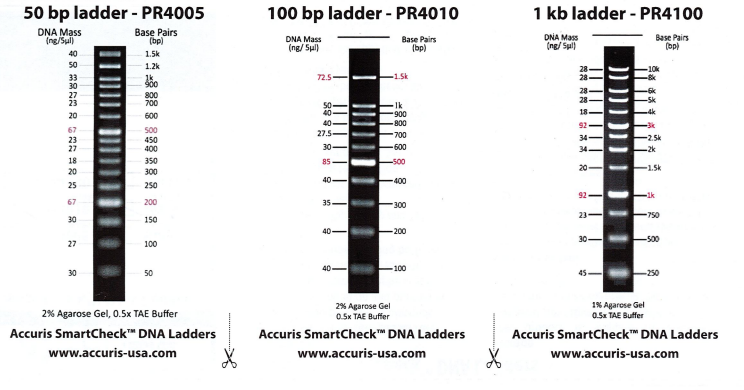 50 bp ladder - PR4005
DNA Mass
(ng/5µl)
Base Pairs
(bp)
40 1.5k
50 1.2k
33 1k
30 900
27 800
23 700
20 600
67 500
23 450
27 400
18 350
20 300
25 250
67 200
30 150
27 100
30 50
2% Agarose Gel, 0.5x TAE Buffer
Accuris SmartCheck™ DNA Ladders
www.accuris-usa.com
100 bp ladder - PR4010
DNA Mass
(ng/5µl)
Base Pairs
(bp)
72.5 1.5k
50 1k
40 900
40 800
27.5 700
30 600
85 500
40 400
35 300
40 200
40 100
2% Agarose Gel
0.5x TAE Buffer
Accuris SmartCheck™ DNA Ladders
www.accuris-usa.com
1 kb ladder - PR4100
DNA Mass
(ng/ 5µl)
Base Pairs
(bp)
28 10k
28 8k
28 6k
28 5k
18 4k
92 3k
34 2.5k
34 2k
20 1.5k
92 1k
23 750
30 500
45 250
1% Agarose Gel
0.5x TAE Buffer
Accuris SmartCheck™ DNA Ladders
www.accuris-usa.com